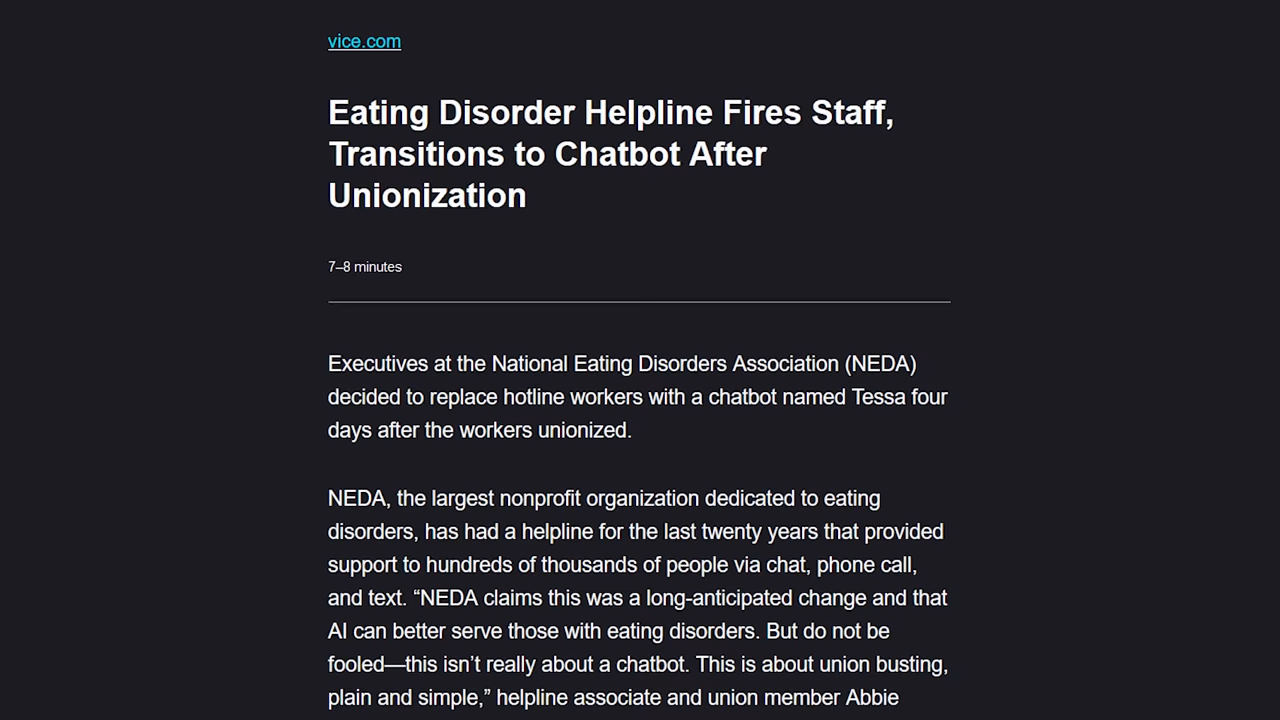 vice.com
Eating Disorder Helpline Fires Staff,
Transitions to Chatbot After
Unionization
7–8 minutes
Executives at the National Eating Disorders Association (NEDA)
decided to replace hotline workers with a chatbot named Tessa four
days after the workers unionized.
NEDA, the largest nonprofit organization dedicated to eating
disorders, has had a helpline for the last twenty years that provided
support to hundreds of thousands of people via chat, phone call,
and text. “NEDA claims this was a long-anticipated change and that
AI can better serve those with eating disorders. But do not be
fooled—this isn’t really about a chatbot. This is about union busting,
plain and simple,” helpline associate and union member Abbie